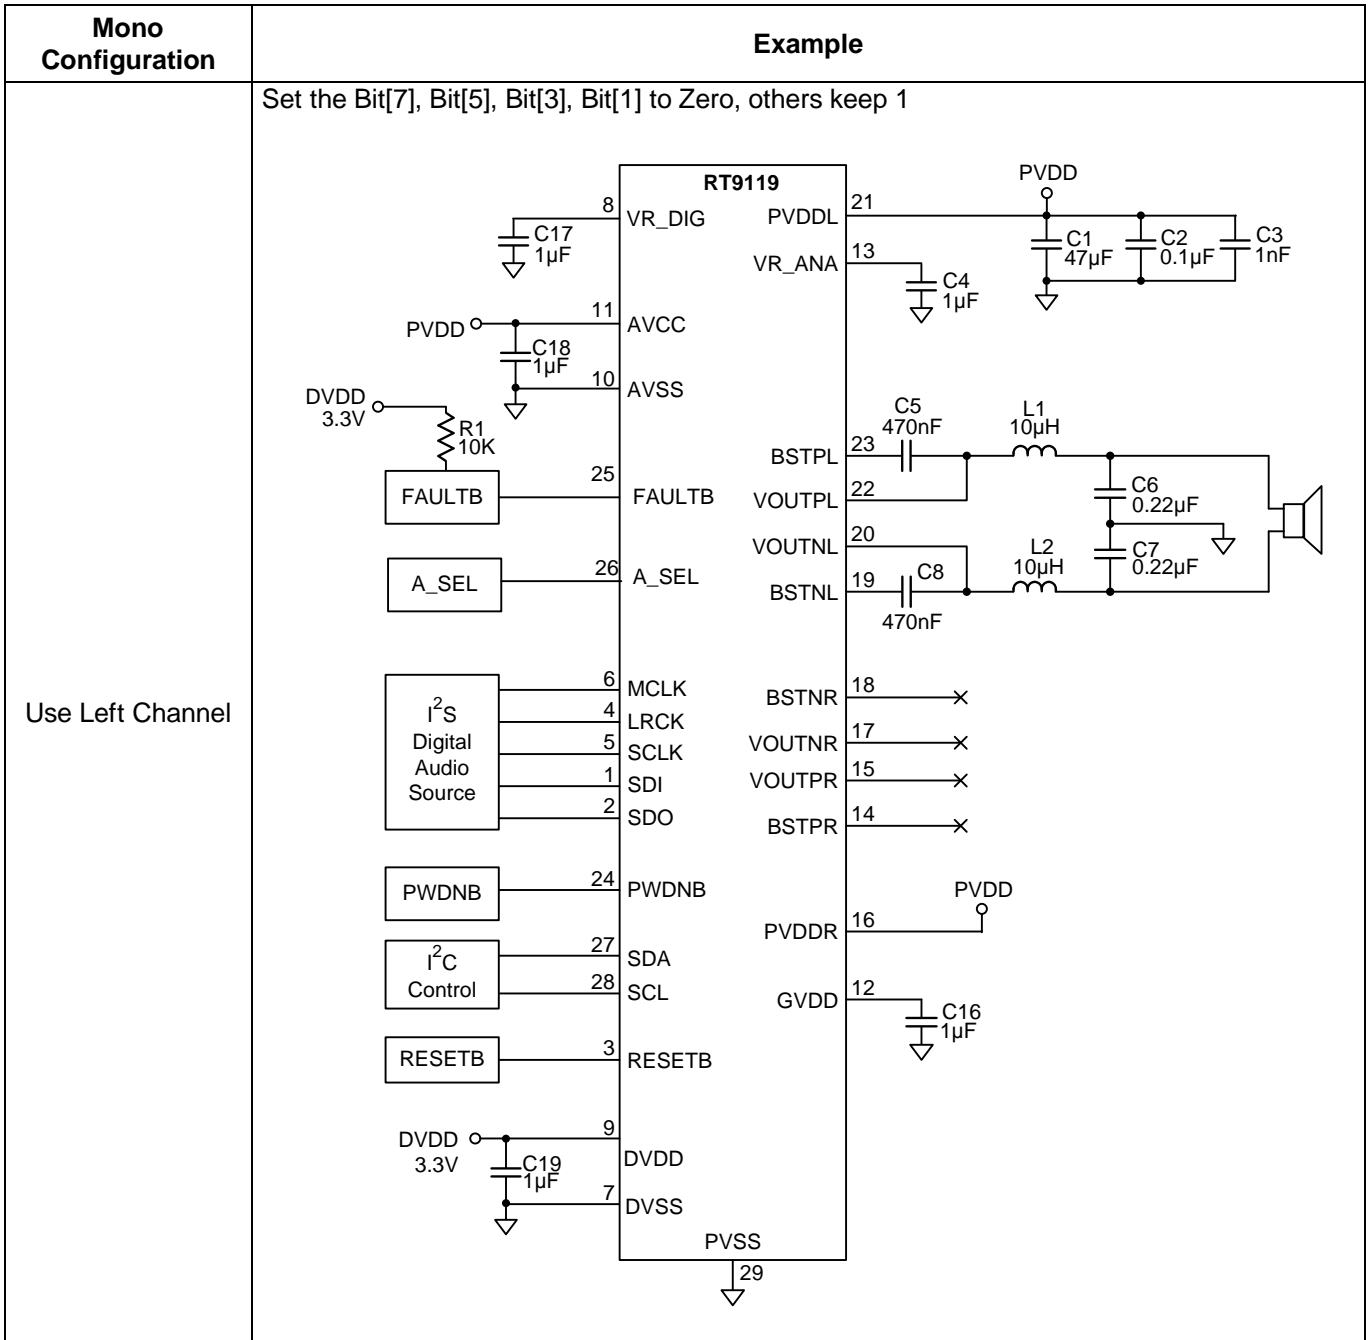 Mono
Configuration
Example
Use Left Channel
Set the Bit[7], Bit[5], Bit[3], Bit[1] to Zero, others keep 1
RT9119
8
VR_DIG
C17
1µF
PVDD
11
AVCC
C18
1µF
10
AVSS
DVDD
3.3V
R1
10K
FAULTB
25
FAULTB
A_SEL
26
A_SEL
I²S
Digital
Audio
Source
6
MCLK
4
LRCK
5
SCLK
1
SDI
2
SDO
PWDNB
24
PWDNB
I²C
Control
27
SDA
28
SCL
RESETB
3
RESETB
DVDD
3.3V
9
DVDD
C19
1µF
7
DVSS
PVSS
29
PVDDL
21
PVDD
C1
47µF
C2
0.1µF
C3
1nF
VR_ANA
13
C4
1µF
BSTPL
23
C5
470nF
L1
10µH
VOUTPL
22
C6
0.22µF
VOUTNL
20
L2
10µH
C7
0.22µF
BSTNL
19
C8
470nF
BSTNR
18
VOUTNR
17
VOUTPR
15
BSTPR
14
PVDDR
16
PVDD
GVDD
12
C16
1µF